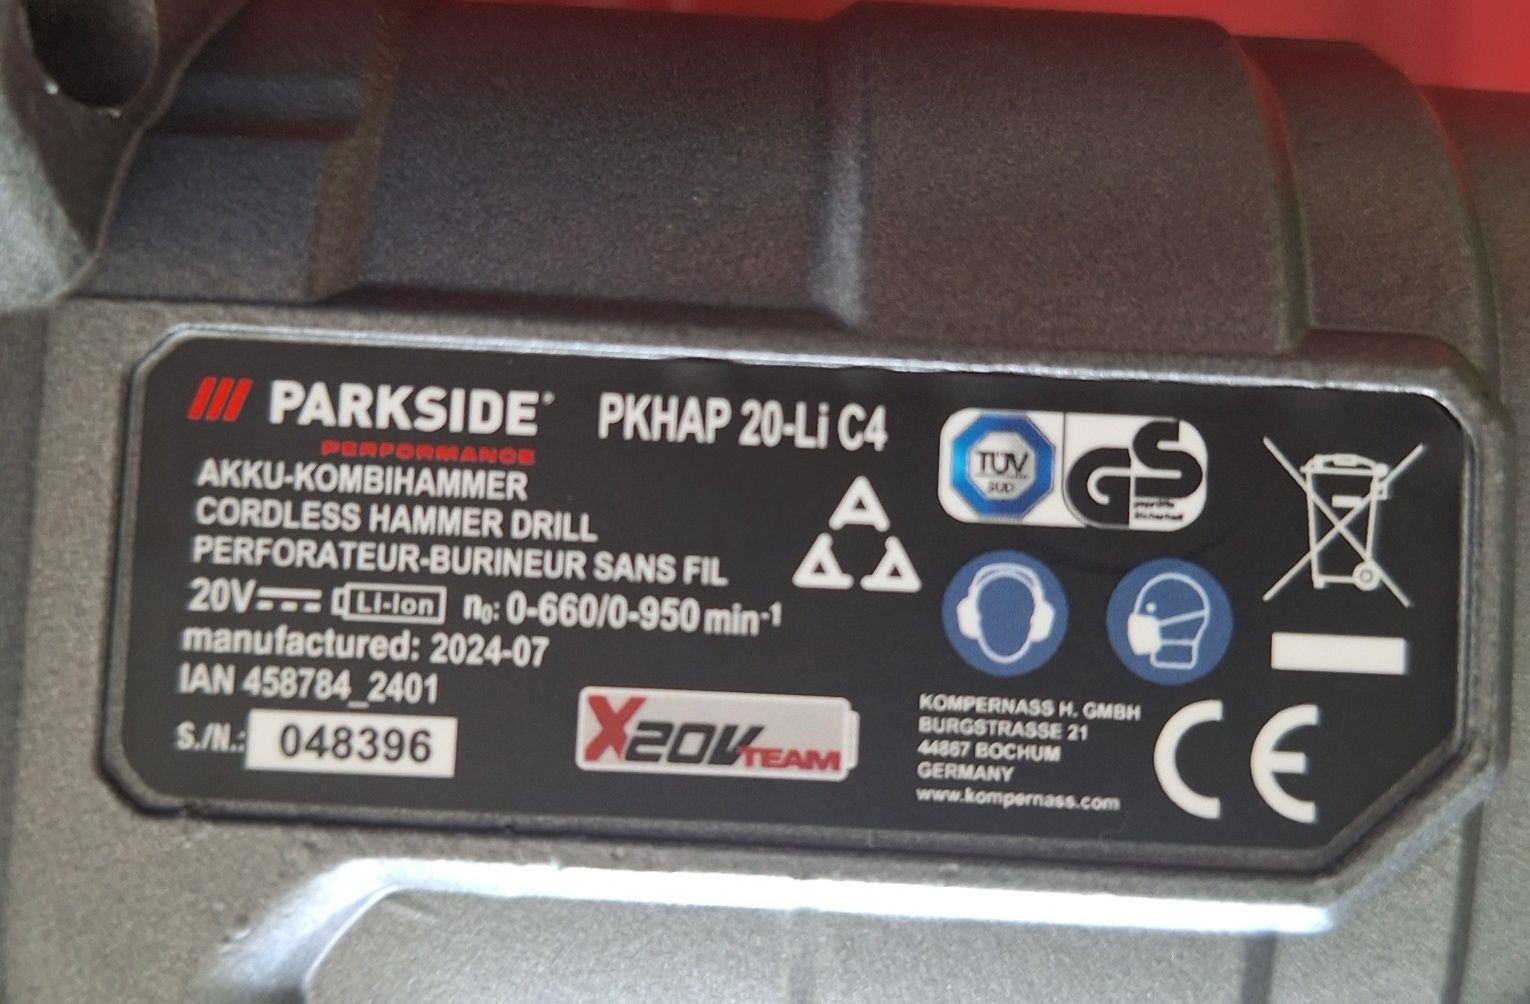 PARKSIDE® PKHAP 20-Li C4
PERFORMANCE
AKKU-KOMBIHAMMER
CORDLESS HAMMER DRILL
PERFORATEUR-BURINEUR SANS FIL
20V Li-Ion n₀: 0-660/0-950 min⁻¹
manufactured: 2024-07
IAN 458784_2401
S./N.: 048396
X20V TEAM
TÜV
SÜD
GS
geprüfte
Sicherheit
KOMPERNASS H. GMBH
BURGSTRASSE 21
44867 BOCHUM
GERMANY
www.kompernass.com
CE